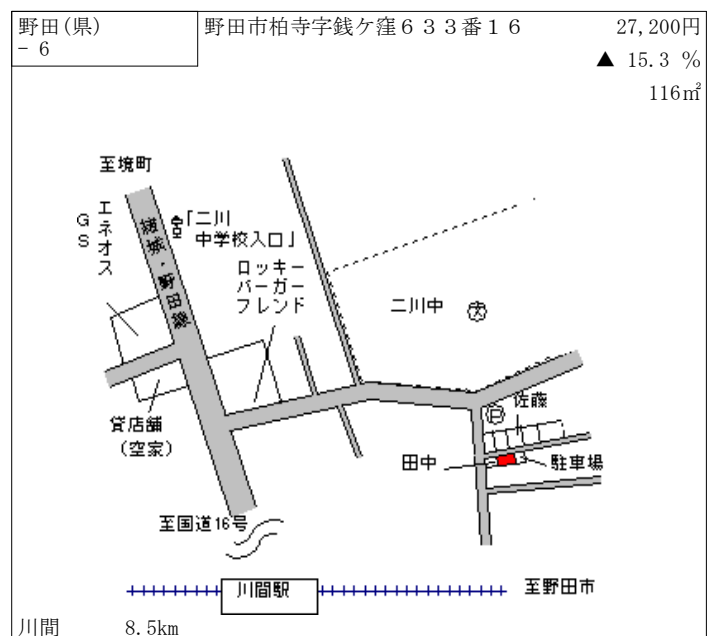 野田(県)
- 6
野田市柏寺字銭ケ窪６３３番１６
27,200円
▲ 15.3 %
116㎡
至境町
エネオス
GS
「二川
中学校入口」
結城・野田線
ロッキー
バーガー
フレンド
二川中
文
貸店舗
(空家)
佐藤
田中
駐車場
至国道16号
川間駅
至野田市
川間 8.5km